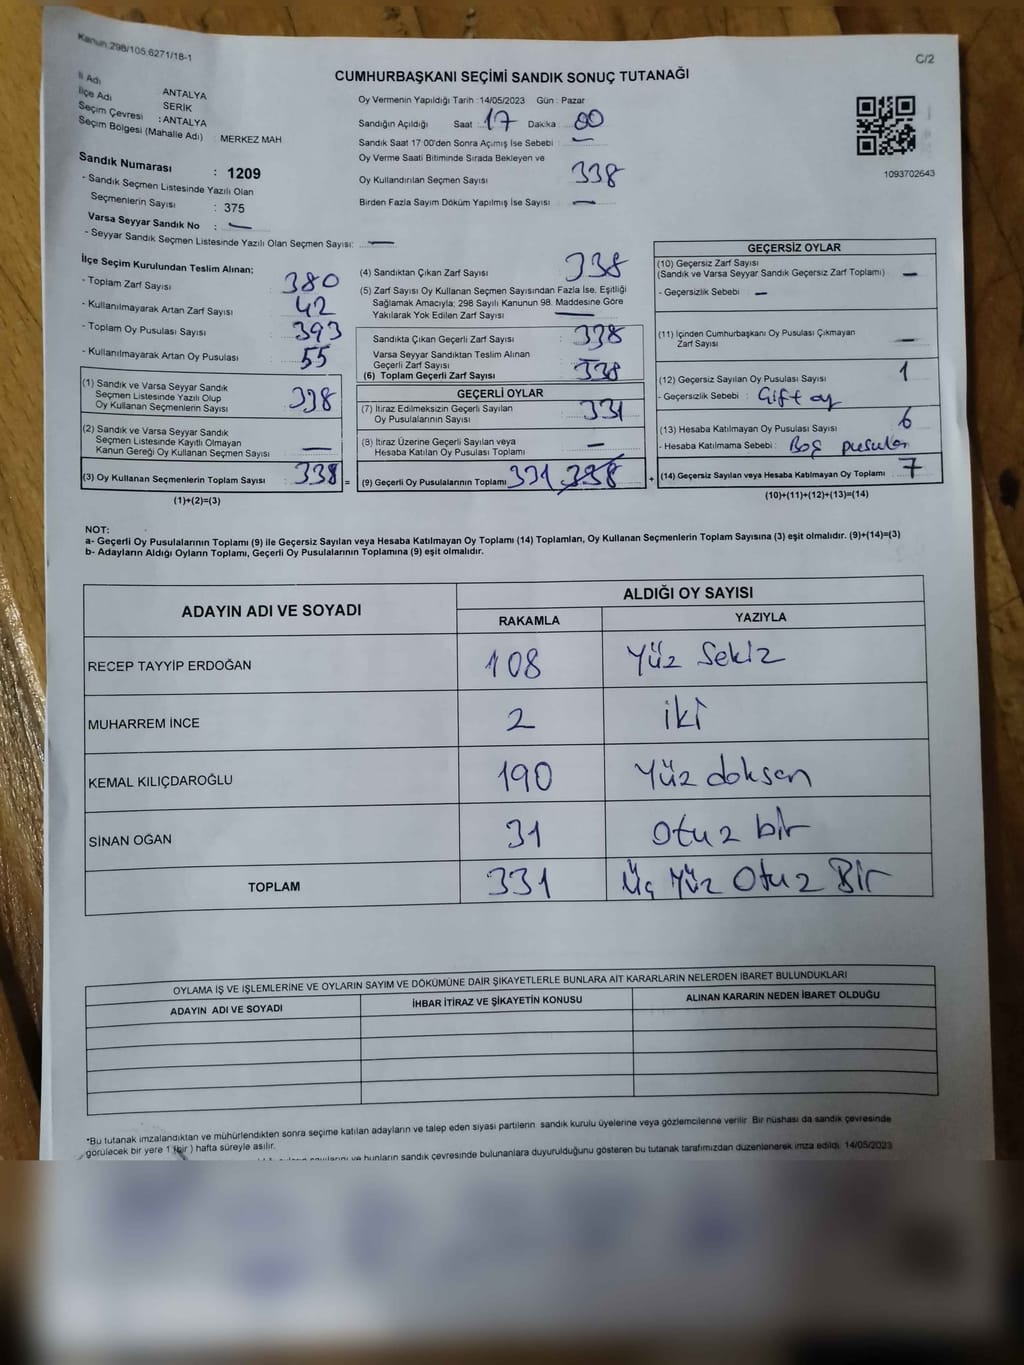 Kanun:298/105.6271/18-1
C/2
CUMHURBAŞKANI SEÇİMİ SANDIK SONUÇ TUTANAĞI
İl Adı ANTALYA
İlçe Adı SERİK
Seçim Çevresi : ANTALYA
Seçim Bölgesi (Mahalle Adı) : MERKEZ MAH
Sandık Numarası : 1209
- Sandık Seçmen Listesinde Yazılı Olan
Seçmenlerin Sayısı : 375
Varsa Seyyar Sandık No : —
- Seyyar Sandık Seçmen Listesinde Yazılı Olan Seçmen Sayısı: —
Oy Vermenin Yapıldığı Tarih : 14/05/2023 Gün : Pazar
Sandığın Açıldığı Saat : 17 Dakika 00
Sandık Saat 17:00'den Sonra Açımış İse Sebebi : —
Oy Verme Saati Bitiminde Sırada Bekleyen ve
Oy Kullandırılan Seçmen Sayısı 338
Birden Fazla Sayım Döküm Yapılmış İse Sayısı —
1093702643
İlçe Seçim Kurulundan Teslim Alınan;
- Toplam Zarf Sayısı 380
- Kullanılmayarak Artan Zarf Sayısı 42
- Toplam Oy Pusulası Sayısı 393
- Kullanılmayarak Artan Oy Pusulası 55
(1) Sandık ve Varsa Seyyar Sandık
Seçmen Listesinde Yazılı Olup
Oy Kullanan Seçmenlerin Sayısı 338
(2) Sandık ve Varsa Seyyar Sandık
Seçmen Listesinde Kayıtlı Olmayan
Kanun Gereği Oy Kullanan Seçmen Sayısı —
(3) Oy Kullanan Seçmenlerin Toplam Sayısı : 338 =
(1)+(2)=(3)
(4) Sandıktan Çıkan Zarf Sayısı 338
(5) Zarf Sayısı Oy Kullanan Seçmen Sayısından Fazla İse, Eşitliği
Sağlamak Amacıyla; 298 Sayılı Kanunun 98. Maddesine Göre
Yakılarak Yok Edilen Zarf Sayısı —
Sandıkta Çıkan Geçerli Zarf Sayısı 338
Varsa Seyyar Sandıktan Teslim Alınan
Geçerli Zarf Sayısı
(6) Toplam Geçerli Zarf Sayısı 338
GEÇERLİ OYLAR
(7) İtiraz Edilmeksizin Geçerli Sayılan
Oy Pusulalarının Sayısı 331
(8) İtiraz Üzerine Geçerli Sayılan veya
Hesaba Katılan Oy Pusulası Toplamı —
(9) Geçerli Oy Pusulalarının Toplamı 331 338 +
GEÇERSİZ OYLAR
(10) Geçersiz Zarf Sayısı
(Sandık ve Varsa Seyyar Sandık Geçersiz Zarf Toplamı) —
- Geçersizlik Sebebi : —
(11) İçinden Cumhurbaşkanı Oy Pusulası Çıkmayan
Zarf Sayısı —
(12) Geçersiz Sayılan Oy Pusulası Sayısı 1
- Geçersizlik Sebebi : Çift oy
(13) Hesaba Katılmayan Oy Pusulası Sayısı 6
- Hesaba Katılmama Sebebi : Boş pusulan
(14) Geçersiz Sayılan veya Hesaba Katılmayan Oy Toplamı 7
(10)+(11)+(12)+(13)=(14)
NOT:
a- Geçerli Oy Pusulalarının Toplamı (9) ile Geçersiz Sayılan veya Hesaba Katılmayan Oy Toplamı (14) Toplamları, Oy Kullanan Seçmenlerin Toplam Sayısına (3) eşit olmalıdır. (9)+(14)=(3)
b- Adayların Aldığı Oyların Toplamı, Geçerli Oy Pusulalarının Toplamına (9) eşit olmalıdır.
ADAYIN ADI VE SOYADI
ALDIĞI OY SAYISI
RAKAMLA YAZIYLA
RECEP TAYYİP ERDOĞAN 108 Yüz Sekiz
MUHARREM İNCE 2 iki
KEMAL KILIÇDAROĞLU 190 Yüz doksan
SİNAN OĞAN 31 otuz bir
TOPLAM 331 Üç Yüz Otuz Bir
OYLAMA İŞ VE İŞLEMLERİNE VE OYLARIN SAYIM VE DÖKÜMÜNE DAİR ŞİKAYETLERLE BUNLARA AİT KARARLARIN NELERDEN İBARET BULUNDUKLARI
ADAYIN ADI VE SOYADI İHBAR İTİRAZ VE ŞİKAYETİN KONUSU ALINAN KARARIN NEDEN İBARET OLDUĞU
*Bu tutanak imzalandıktan ve mühürlendikten sonra seçime katılan adayların ve talep eden siyasi partilerin sandık kurulu üyelerine veya gözlemcilerine verilir. Bir nüshası da sandık çevresinde
görülecek bir yere 1 (bir) hafta süreyle asılır.
ve bunların sandık çevresinde bulunanlara duyurulduğunu gösteren bu tutanak tarafımızdan düzenlenerek imza edildi. 14/05/2023